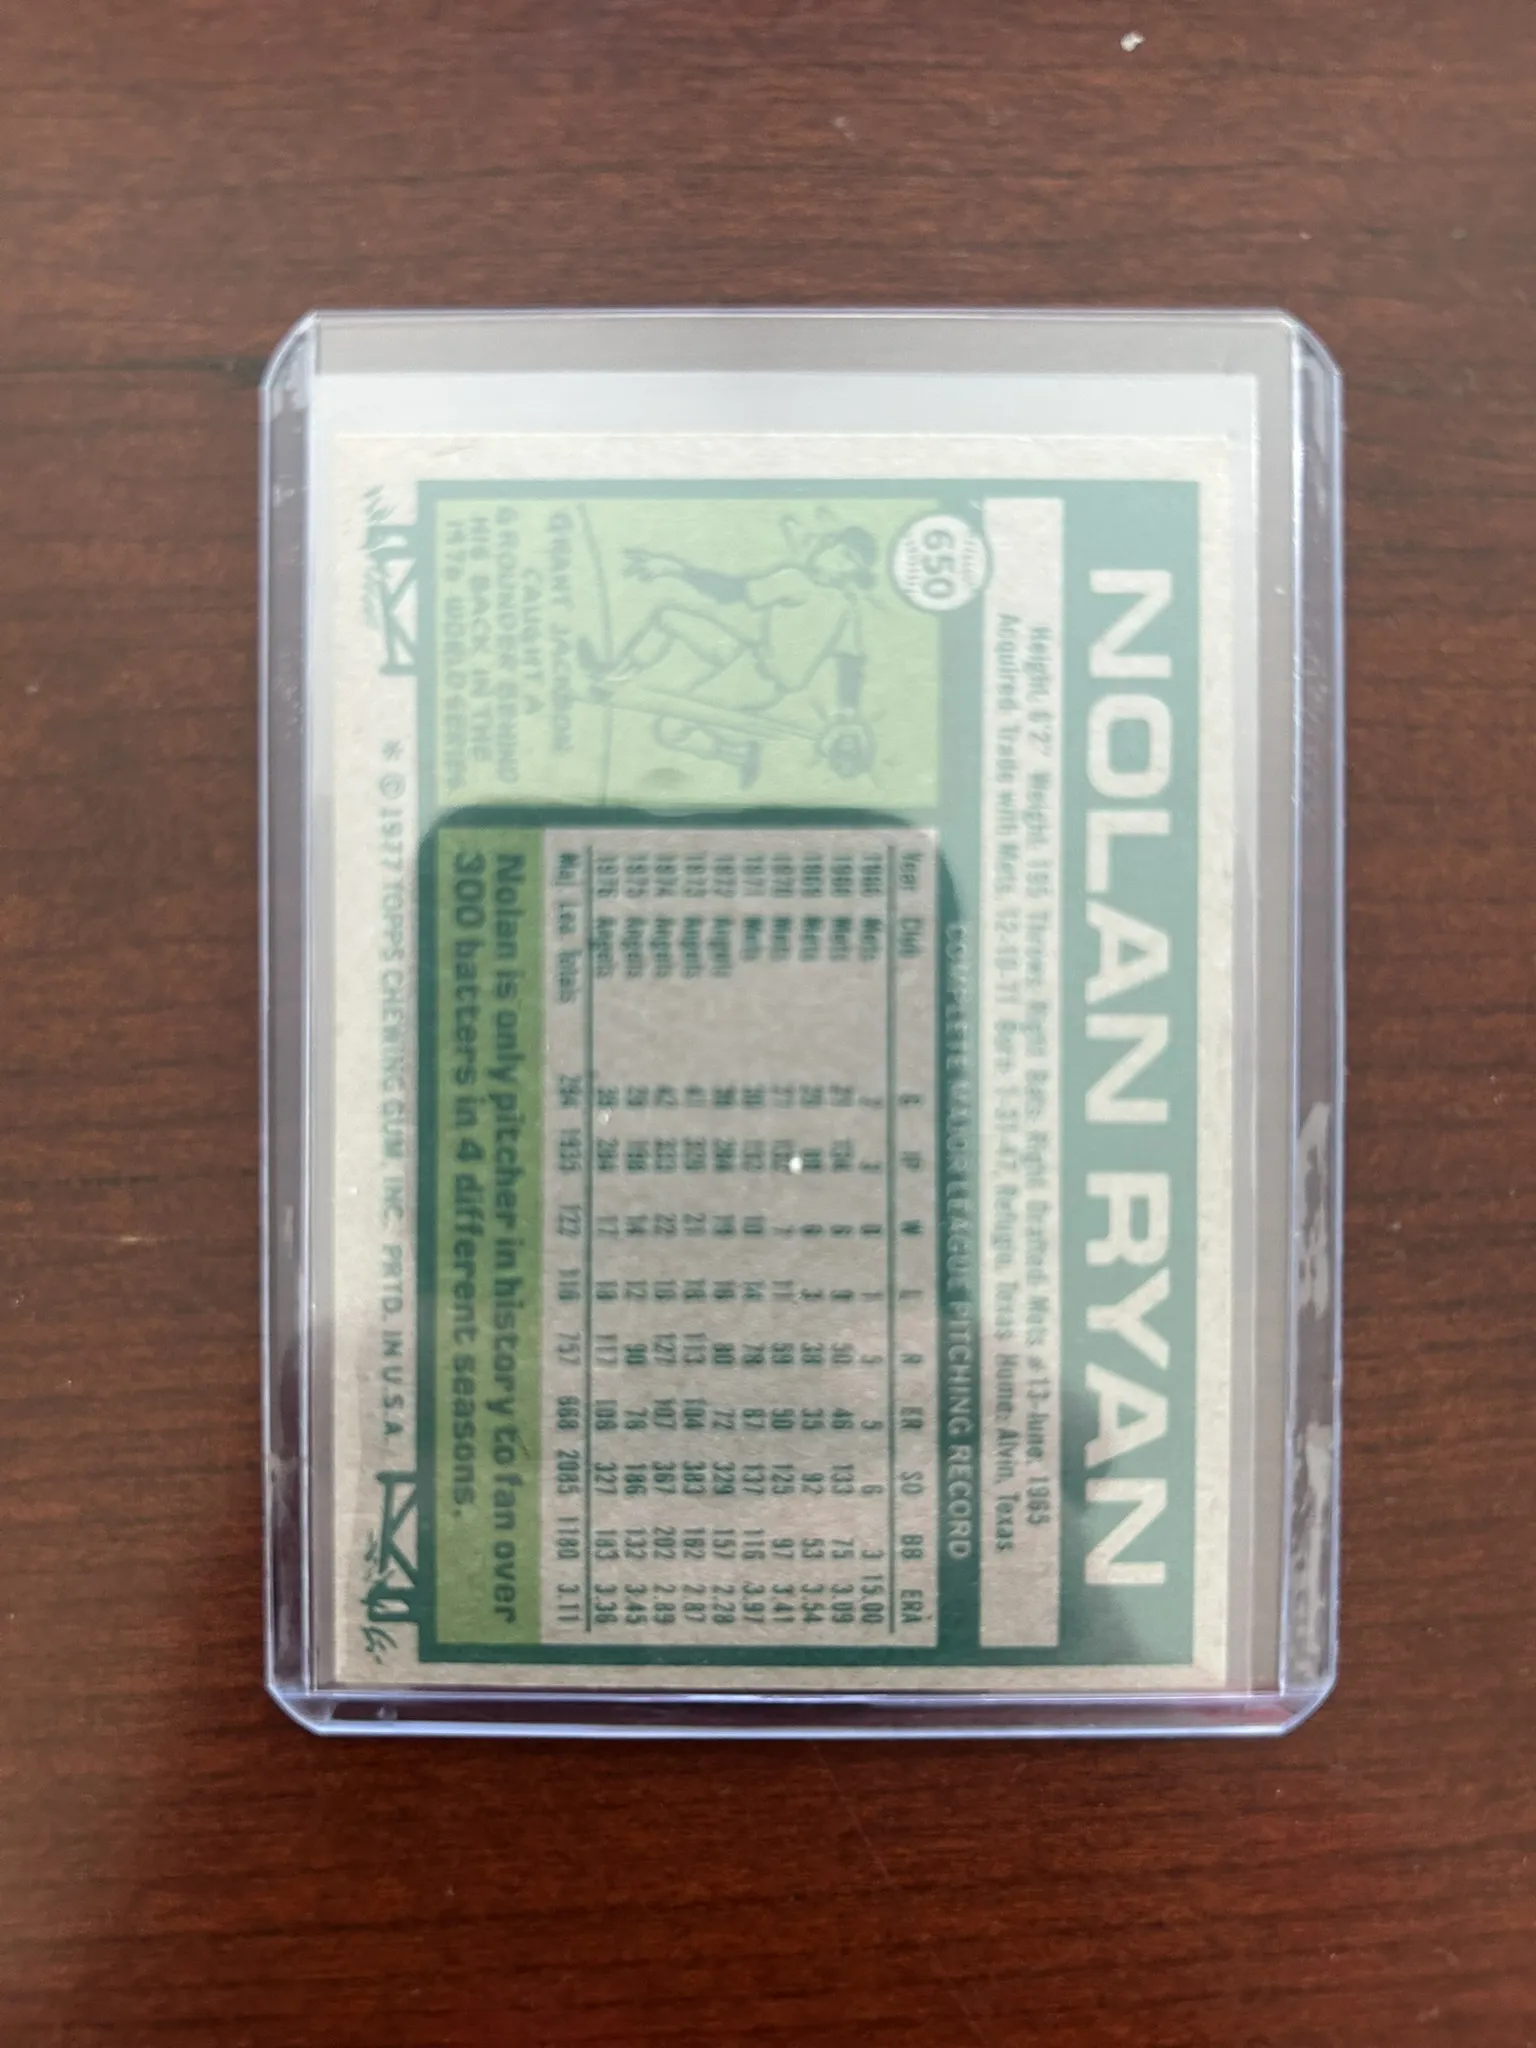 650
NOLAN RYAN
Height: 6'2" Weight: 195 Throws: Right Bats: Right Drafted: Mets #13-June, 1965
Acquired: Trade with Mets, 12-10-71 Born: 1-31-47, Refugio, Texas Home: Alvin, Texas
COMPLETE MAJOR LEAGUE PITCHING RECORD
Year Club G IP W L R ER SO BB ERA
1966 Mets 2 3 0 1 5 5 6 3 15.00
1968 Mets 21 134 6 9 50 46 133 75 3.09
1969 Mets 25 89 6 3 38 35 92 53 3.54
1970 Mets 27 132 7 11 59 50 125 97 3.41
1971 Mets 30 152 10 14 78 67 137 116 3.97
1972 Angels 39 284 19 16 80 72 329 157 2.28
1973 Angels 41 326 21 16 113 104 383 162 2.87
1974 Angels 42 333 22 16 127 107 367 202 2.89
1975 Angels 28 198 14 12 90 76 186 132 3.45
1976 Angels 39 284 17 18 117 106 327 183 3.36
Maj. Lea. Totals 294 1935 122 116 757 668 2085 1180 3.11
GRANT JACKSON
CAUGHT A
GROUNDER BEHIND
HIS BACK IN THE
1971 WORLD SERIES.
Nolan is only pitcher in history to fan over
300 batters in 4 different seasons.
* © 1977 TOPPS CHEWING GUM, INC. PRTD. IN U.S.A.